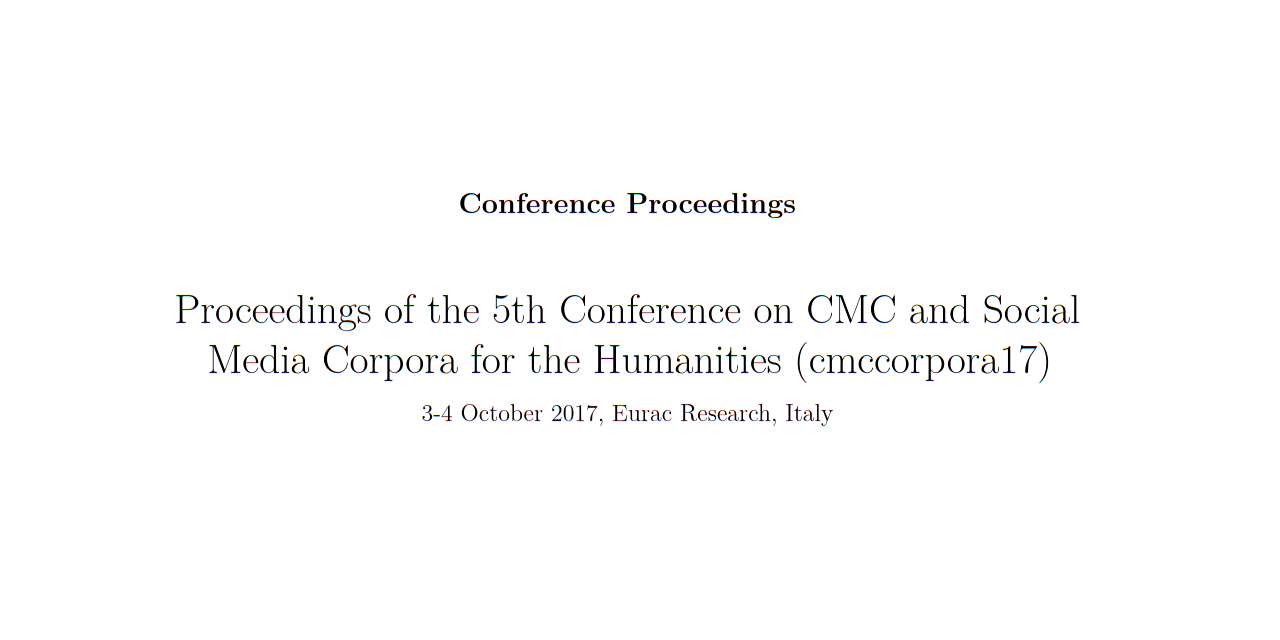 Conference Proceedings
Proceedings of the 5th Conference on CMC and Social
Media Corpora for the Humanities (cmccorpora17)
3-4 October 2017, Eurac Research, Italy